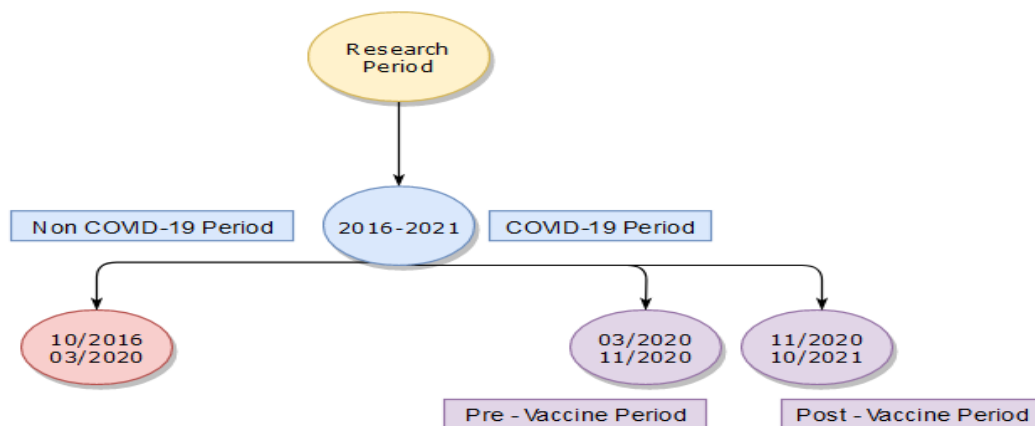 Research
Period
Non COVID-19 Period
2016-2021
COVID-19 Period
10/2016
03/2020
03/2020
11/2020
11/2020
10/2021
Pre - Vaccine Period
Post - Vaccine Period